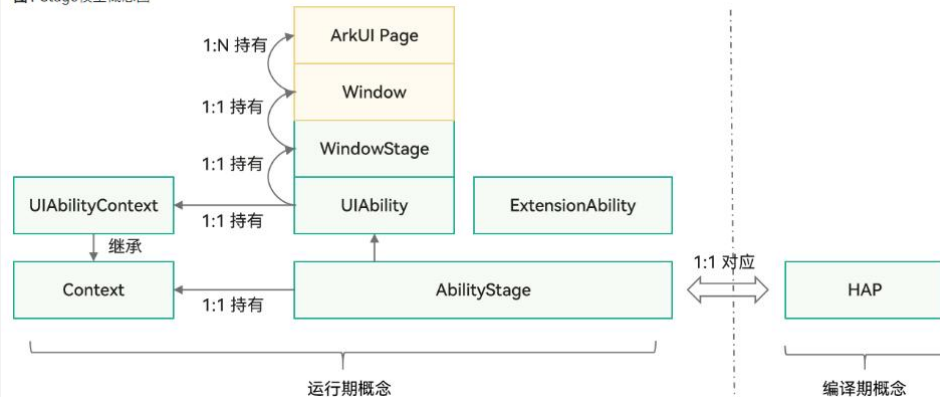 1:N 持有
ArkUI Page
Window
1:1 持有
WindowStage
1:1 持有
UIAbilityContext
UIAbility
ExtensionAbility
1:1 持有
继承
1:1 对应
Context
AbilityStage
HAP
1:1 持有
运行期概念
编译期概念